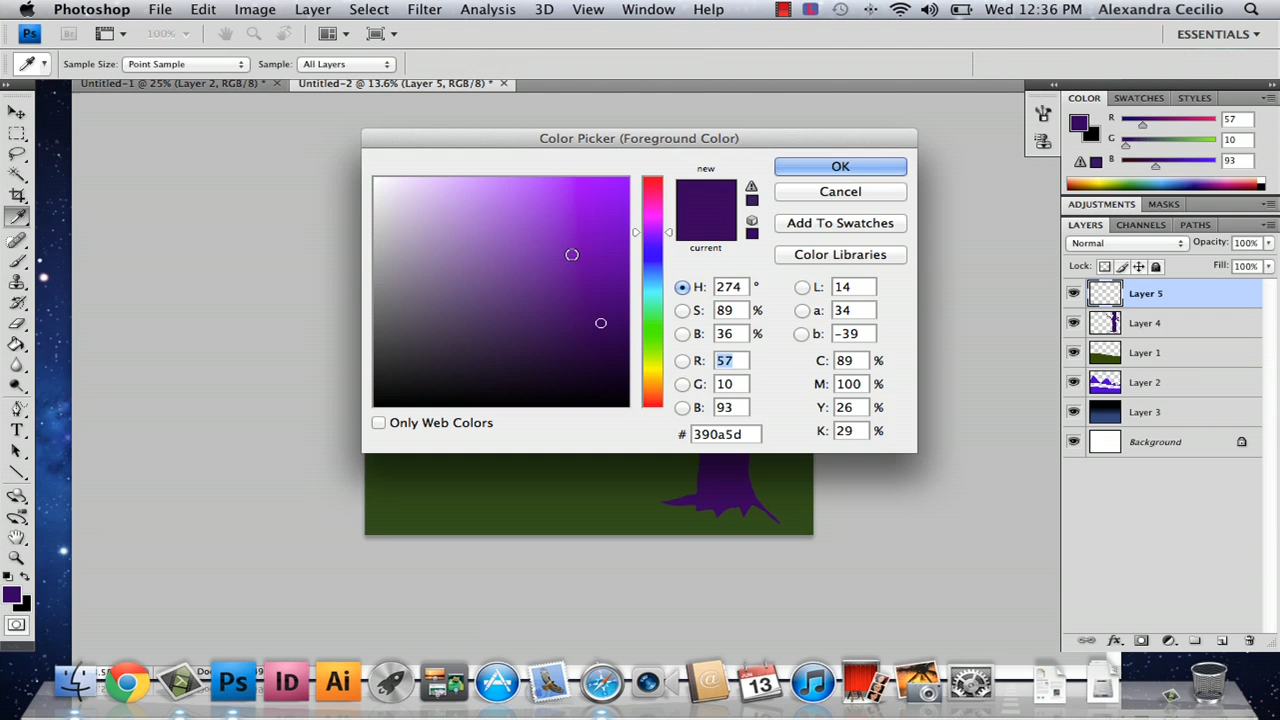 Photoshop File Edit Image Layer Select Filter Analysis 3D View Window Help Wed 12:36 PM Alexandra Cecilio
Ps Br 100% ESSENTIALS
Sample Size: Point Sample Sample: All Layers
Untitled-1 @ 25% (Layer 2, RGB/8) * Untitled-2 @ 13.6% (Layer 5, RGB/8) *
COLOR SWATCHES STYLES
R 57
G 10
B 93
ADJUSTMENTS MASKS
LAYERS CHANNELS PATHS
Normal Opacity: 100%
Lock: Fill: 100%
Layer 5
Layer 4
Layer 1
Layer 2
Layer 3
Background
Color Picker (Foreground Color)
new
current
OK
Cancel
Add To Swatches
Color Libraries
H: 274 ° L: 14
S: 89 % a: 34
B: 36 % b: -39
R: 57 C: 89 %
G: 10 M: 100 %
B: 93 Y: 26 %
# 390a5d K: 29 %
Only Web Colors
T
fx
Ps ID Ai JUN 13